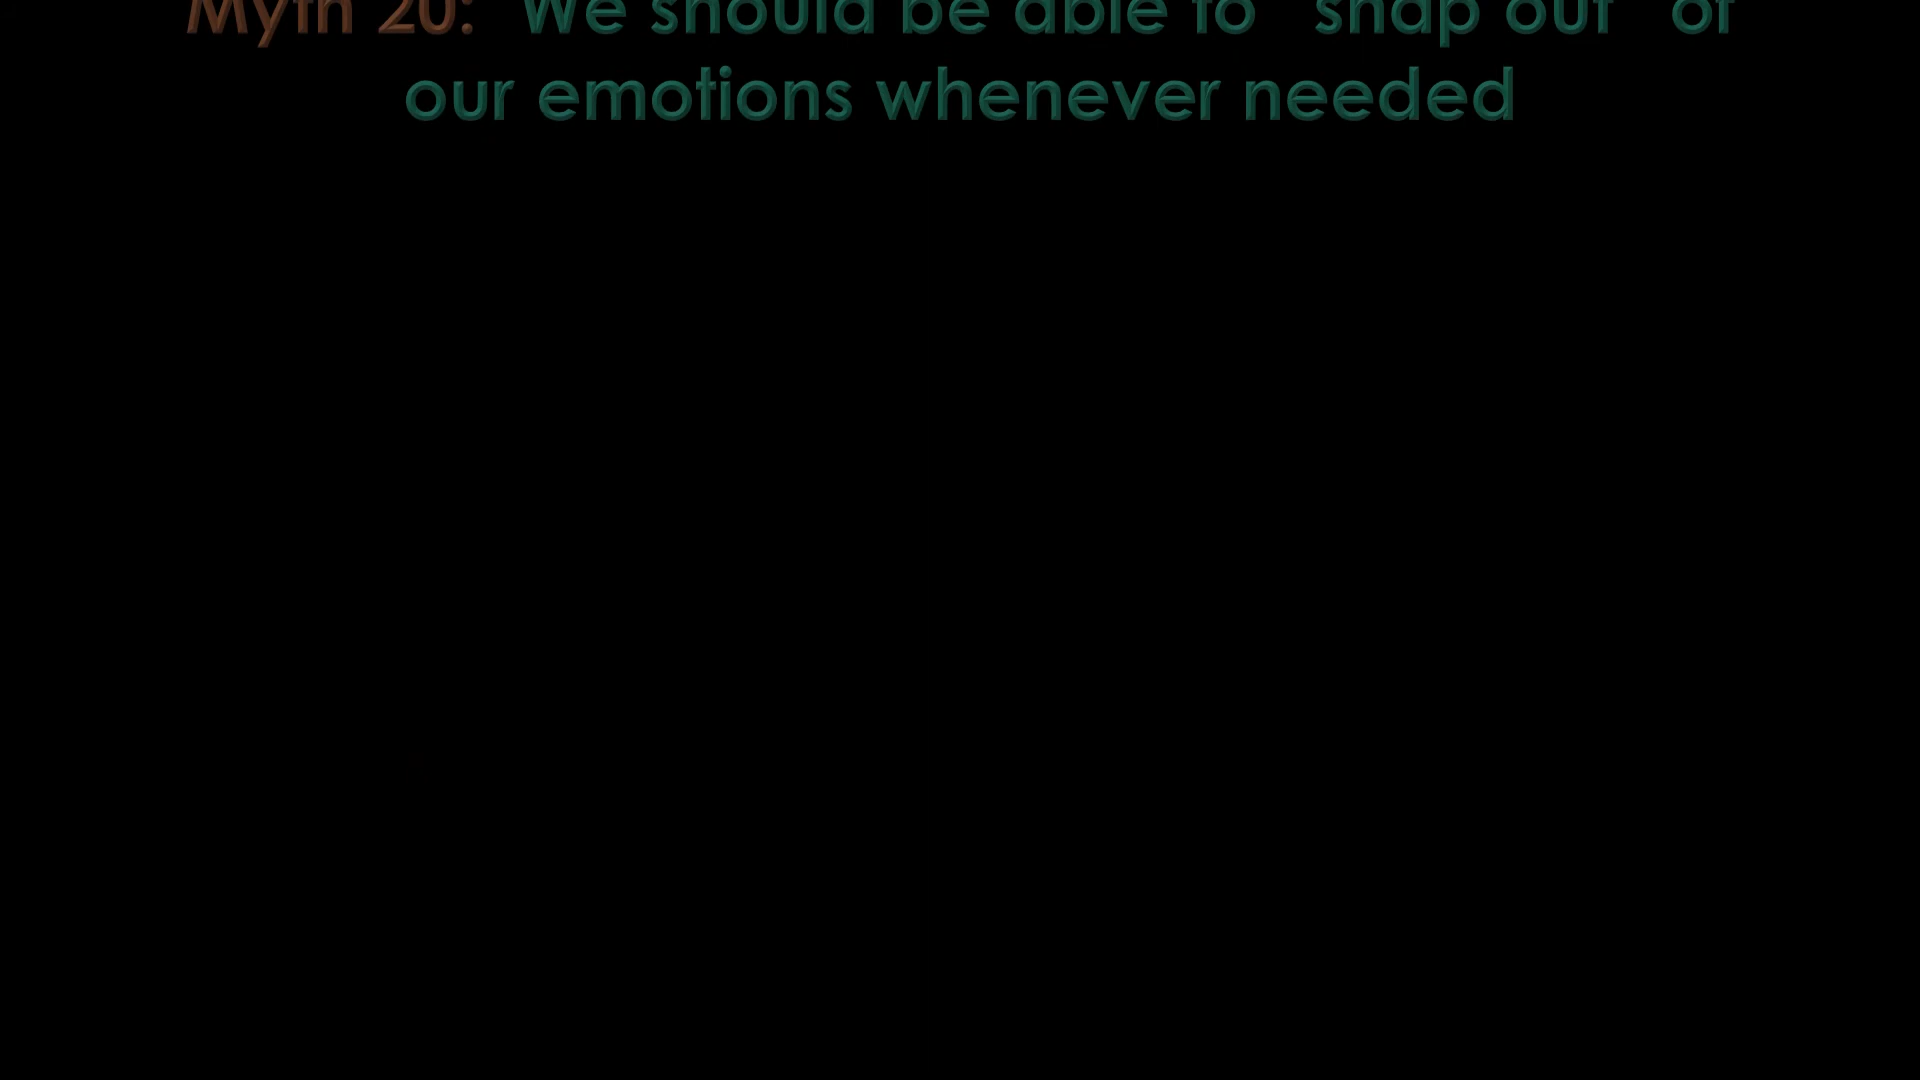 Myth 20: We should be able to "snap out" of
our emotions whenever needed